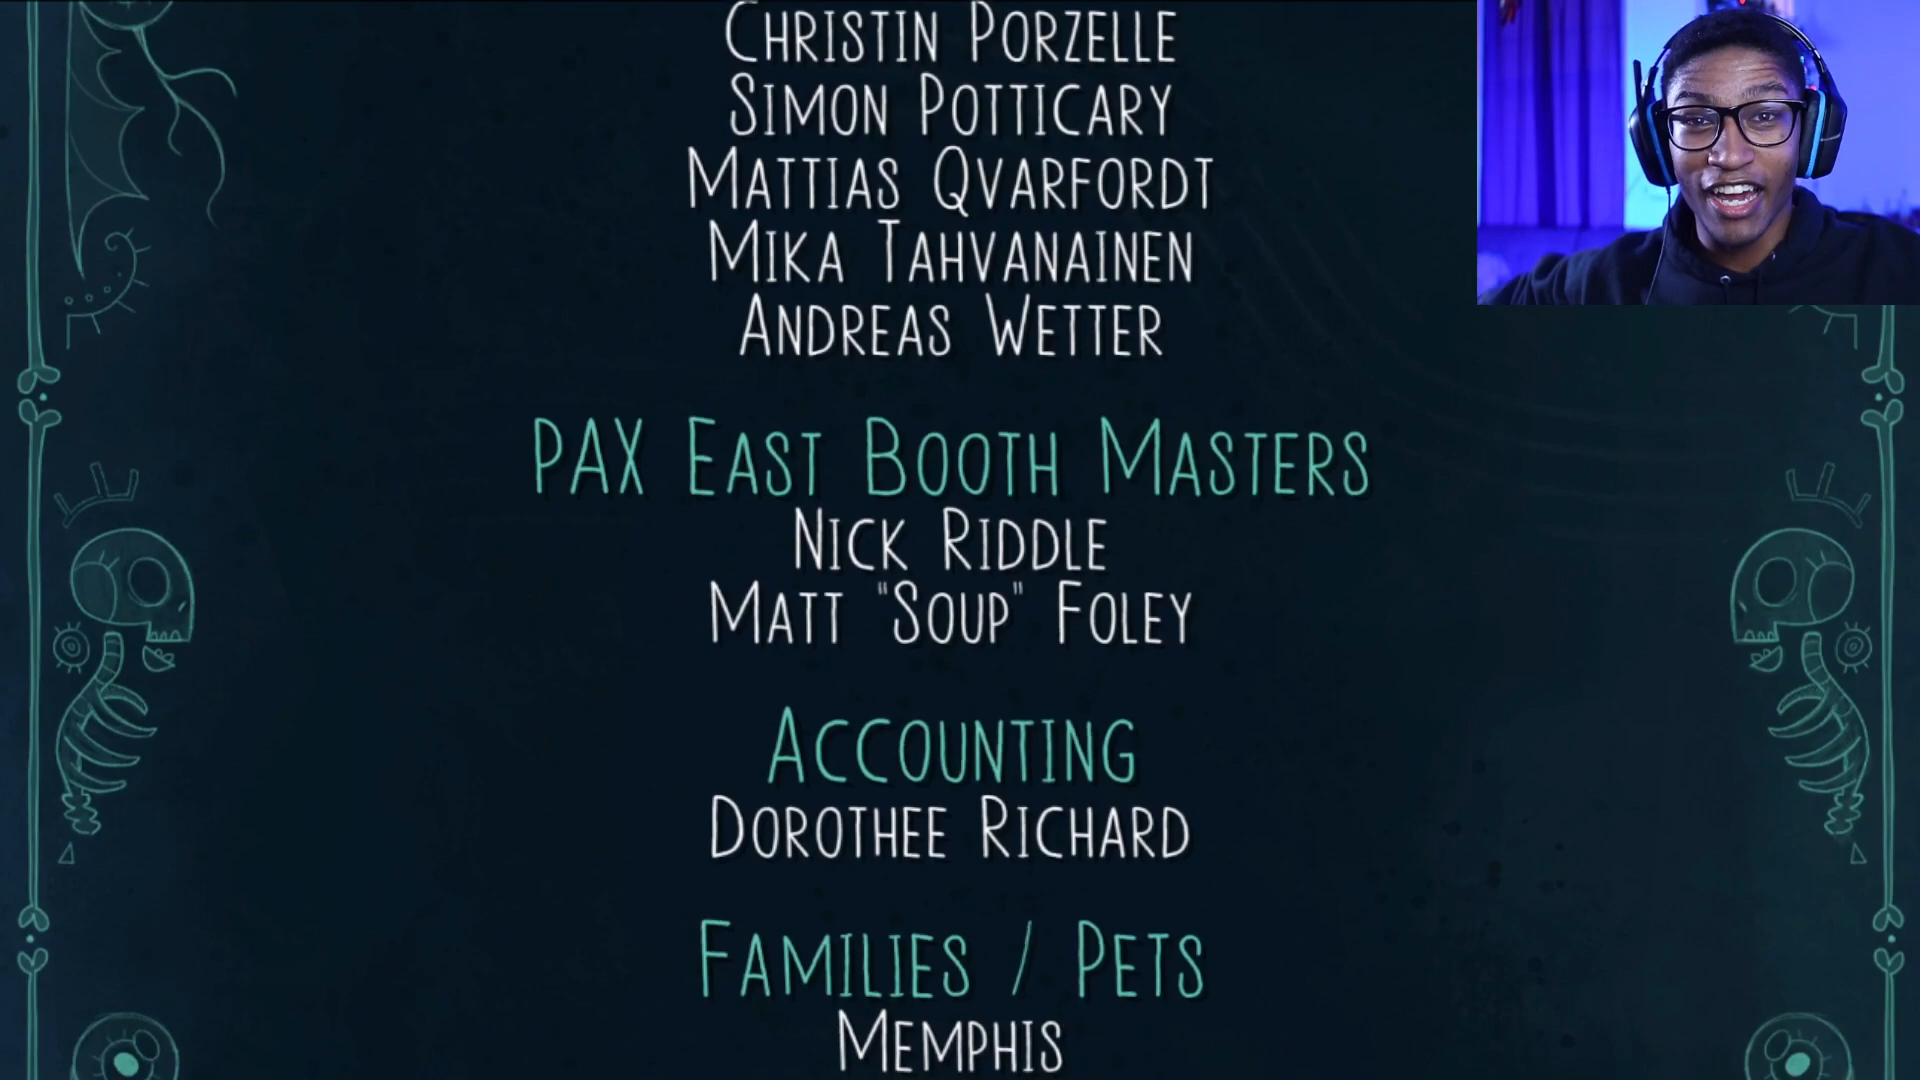 Christin Porzelle
Simon Potticary
Mattias Qvarfordt
Mika Tahvanainen
Andreas Wetter
PAX East Booth Masters
Nick Riddle
Matt "Soup" Foley
Accounting
Dorothee Richard
Families / Pets
Memphis